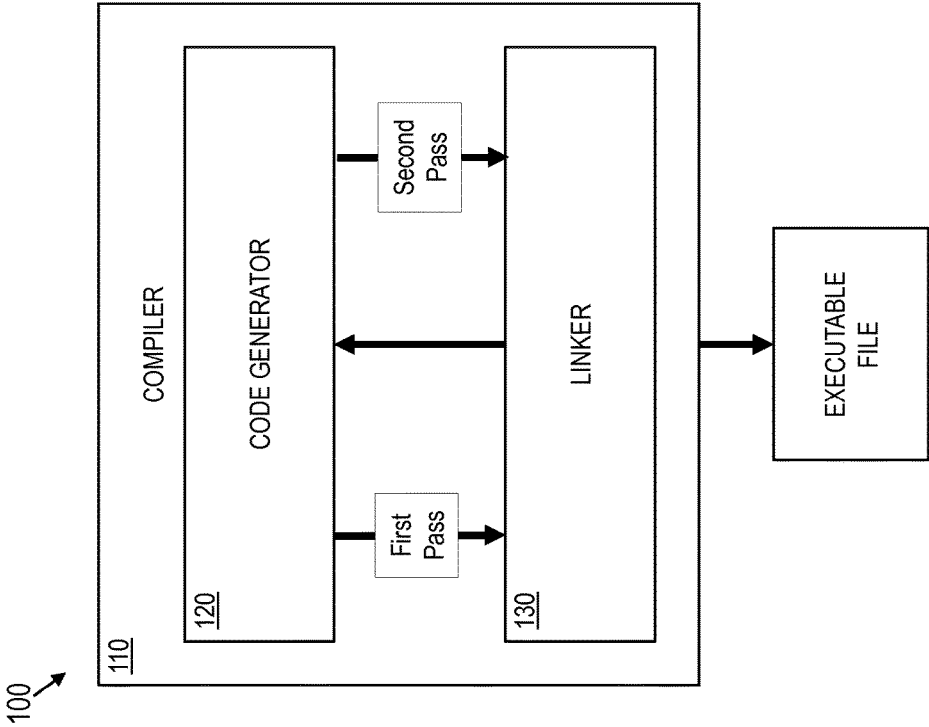 100
110
COMPILER
120
CODE GENERATOR
First
Pass
Second
Pass
130
LINKER
EXECUTABLE
FILE